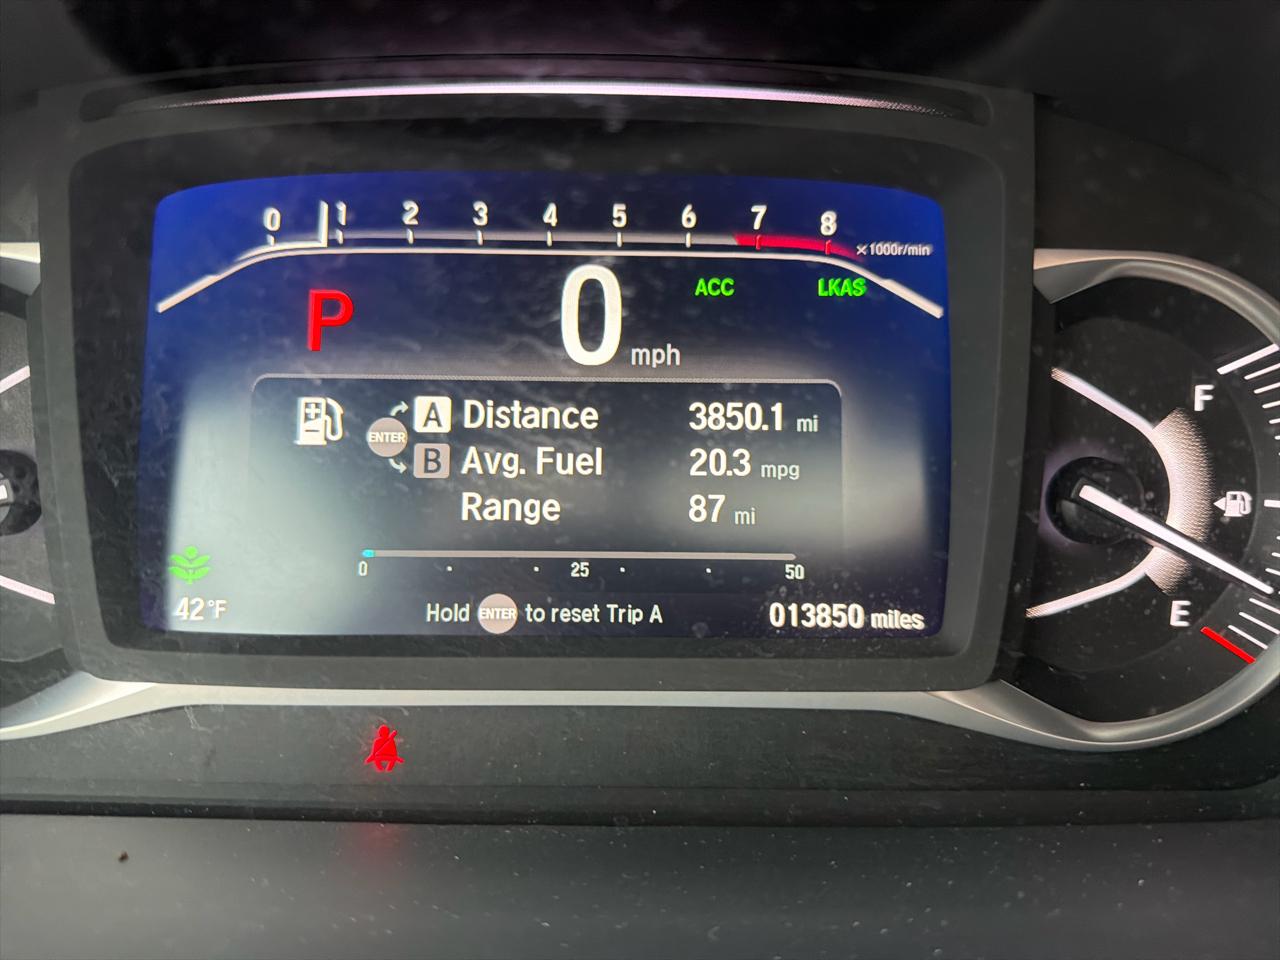 0 1 2 3 4 5 6 7 8
×1000r/min
ACC LKAS
P 0 mph
F
A Distance 3850.1 mi
ENTER
B Avg. Fuel 20.3 mpg
Range 87 mi
0 25 50
E
42°F Hold ENTER to reset Trip A 013850 miles